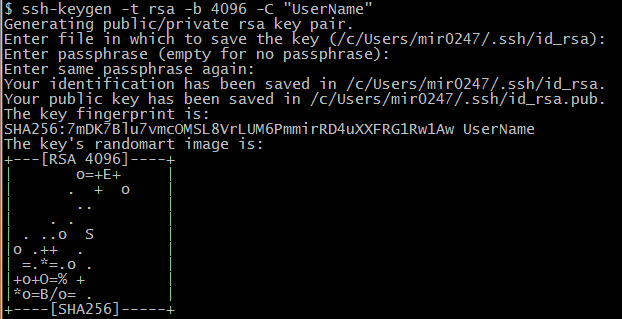 $ ssh-keygen -t rsa -b 4096 -C "UserName"
Generating public/private rsa key pair.
Enter file in which to save the key (/c/Users/mir0247/.ssh/id_rsa):
Enter passphrase (empty for no passphrase):
Enter same passphrase again:
Your identification has been saved in /c/Users/mir0247/.ssh/id_rsa.
Your public key has been saved in /c/Users/mir0247/.ssh/id_rsa.pub.
The key fingerprint is:
SHA256:7mDK7Blu7vmcOMSL8VrLUM6PmmirRD4uXXFRG1Rw1Aw UserName
The key's randomart image is:
+---[RSA 4096]----+
|       o=+E+     |
|      .  +  o    |
|       ..        |
|    . .          |
| . ..o  S        |
|o .++  .         |
| =.*=.o .        |
|+o+O=% +         |
|*o=B/o= .        |
+----[SHA256]-----+